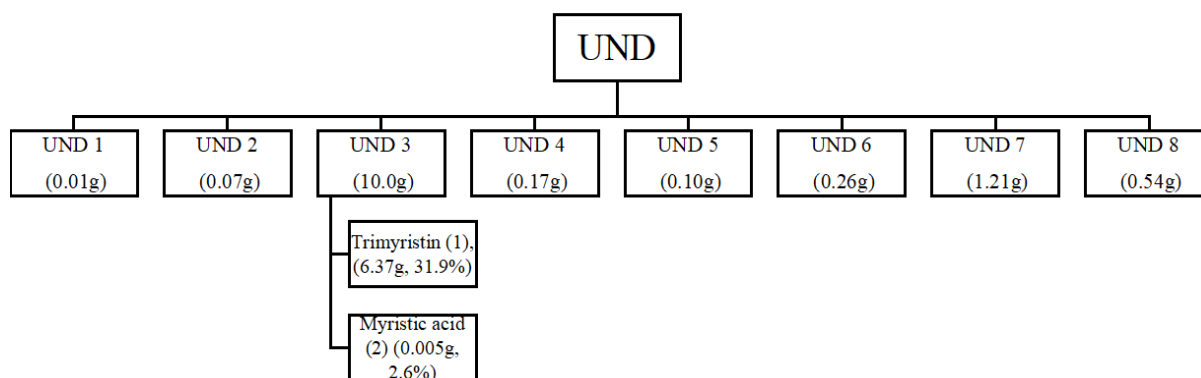 UND
UND 1
(0.01g)
UND 2
(0.07g)
UND 3
(10.0g)
UND 4
(0.17g)
UND 5
(0.10g)
UND 6
(0.26g)
UND 7
(1.21g)
UND 8
(0.54g)
Trimyristin (1),
(6.37g, 31.9%)
Myristic acid
(2) (0.005g,
2.6%)